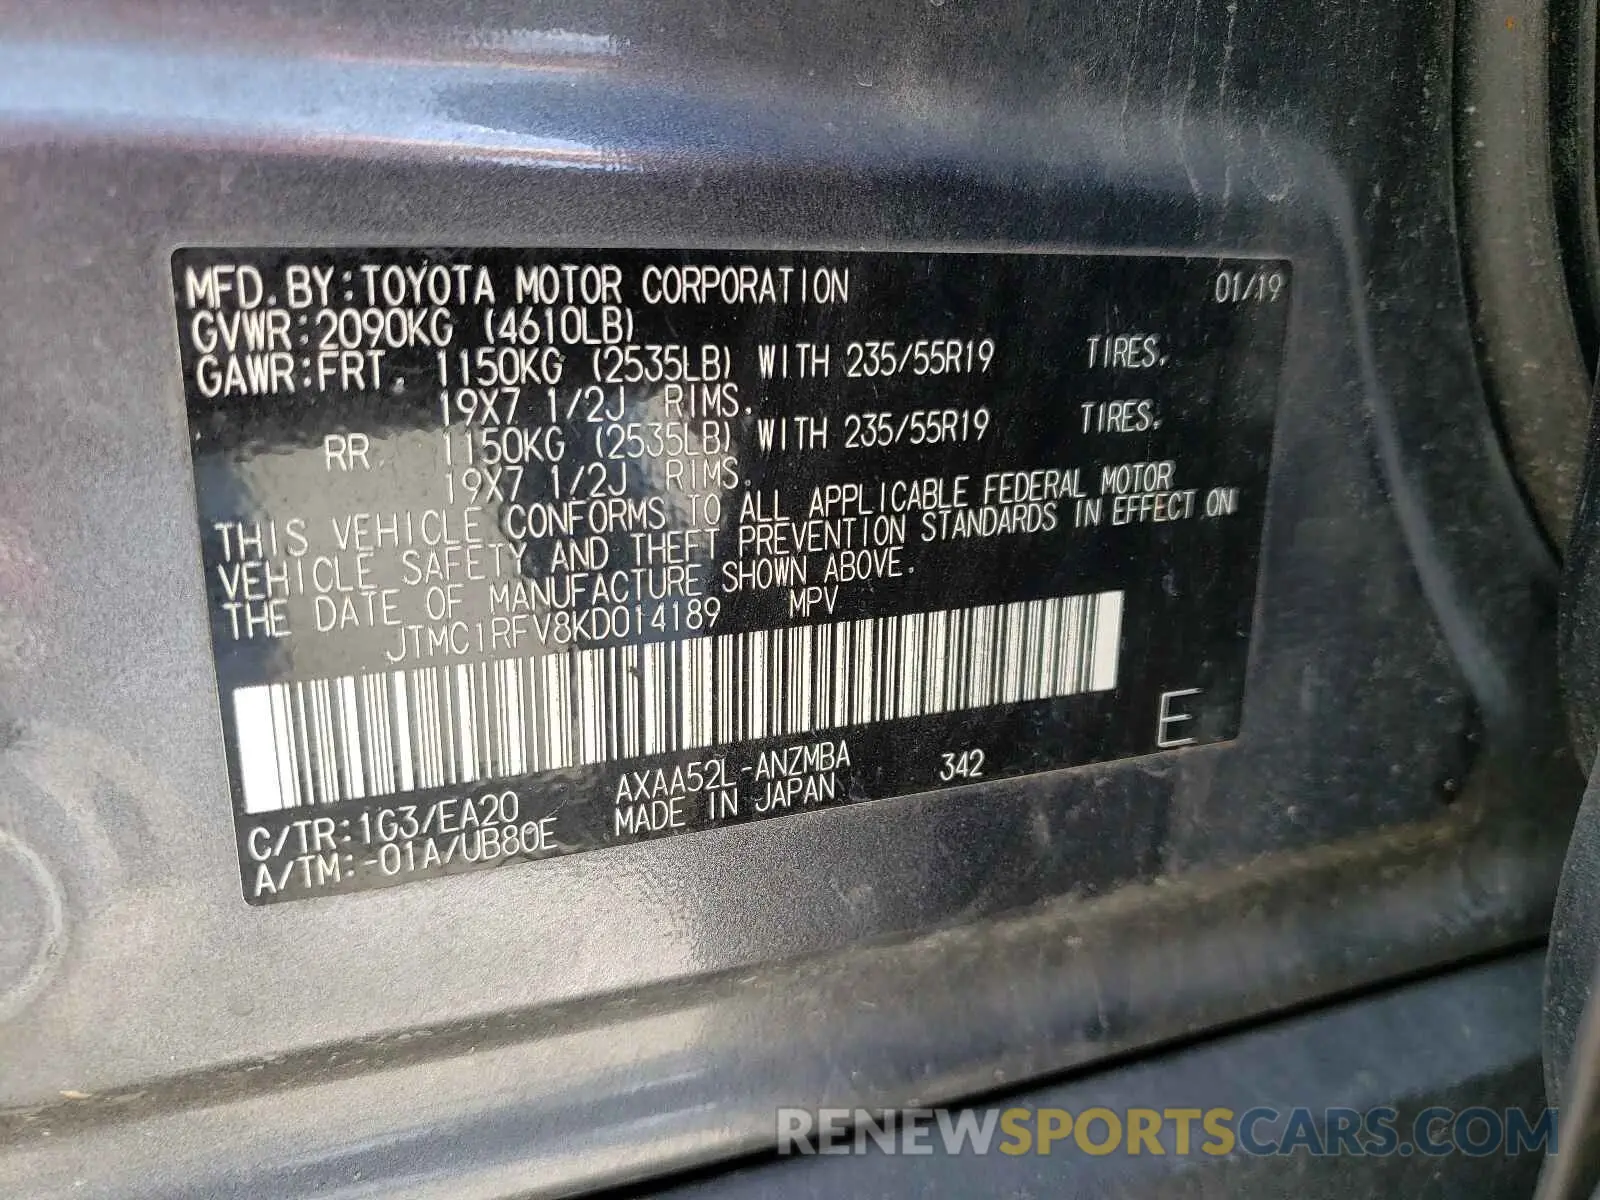 MFD. BY:TOYOTA MOTOR CORPORATION 01/19
GVWR:2090KG (4610LB)
GAWR:FRT. 1150KG (2535LB) WITH 235/55R19 TIRES,
19X7 1/2J RIMS.
RR. 1150KG (2535LB) WITH 235/55R19 TIRES,
19X7 1/2J RIMS.
THIS VEHICLE CONFORMS TO ALL APPLICABLE FEDERAL MOTOR
VEHICLE SAFETY AND THEFT PREVENTION STANDARDS IN EFFECT ON
THE DATE OF MANUFACTURE SHOWN ABOVE.
JTMC1RFV8KD014189 MPV
E
C/TR:1G3/EA20 AXAA52L-ANZMBA 342
A/TM:-01A/UB80E MADE IN JAPAN
RENEWSPORTSCARS.COM